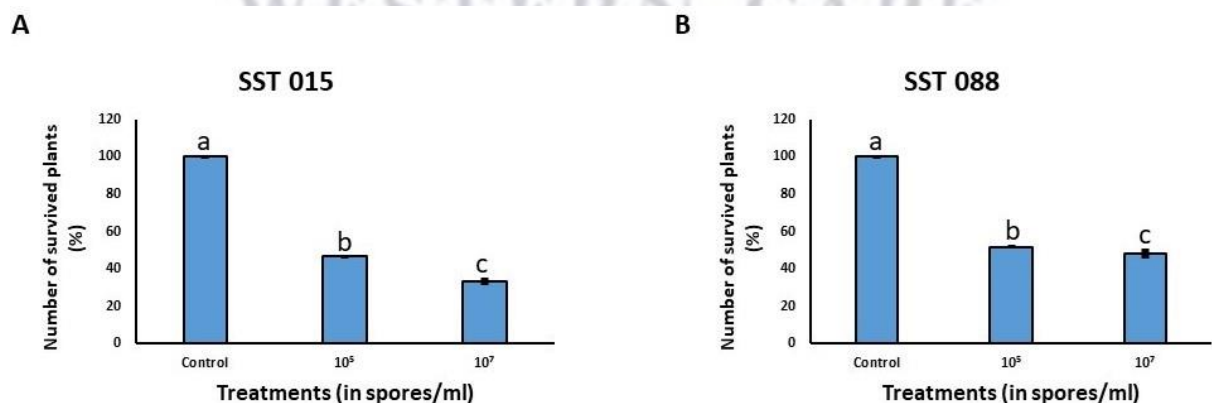 A
SST 015
Number of survived plants
(%)
120
100
80
60
40
20
0
a
b
c
Control
10⁵
10⁷
Treatments (in spores/ml)
B
SST 088
Number of survived plants
(%)
120
100
80
60
40
20
0
a
b
c
Control
10⁵
10⁷
Treatments (in spores/ml)